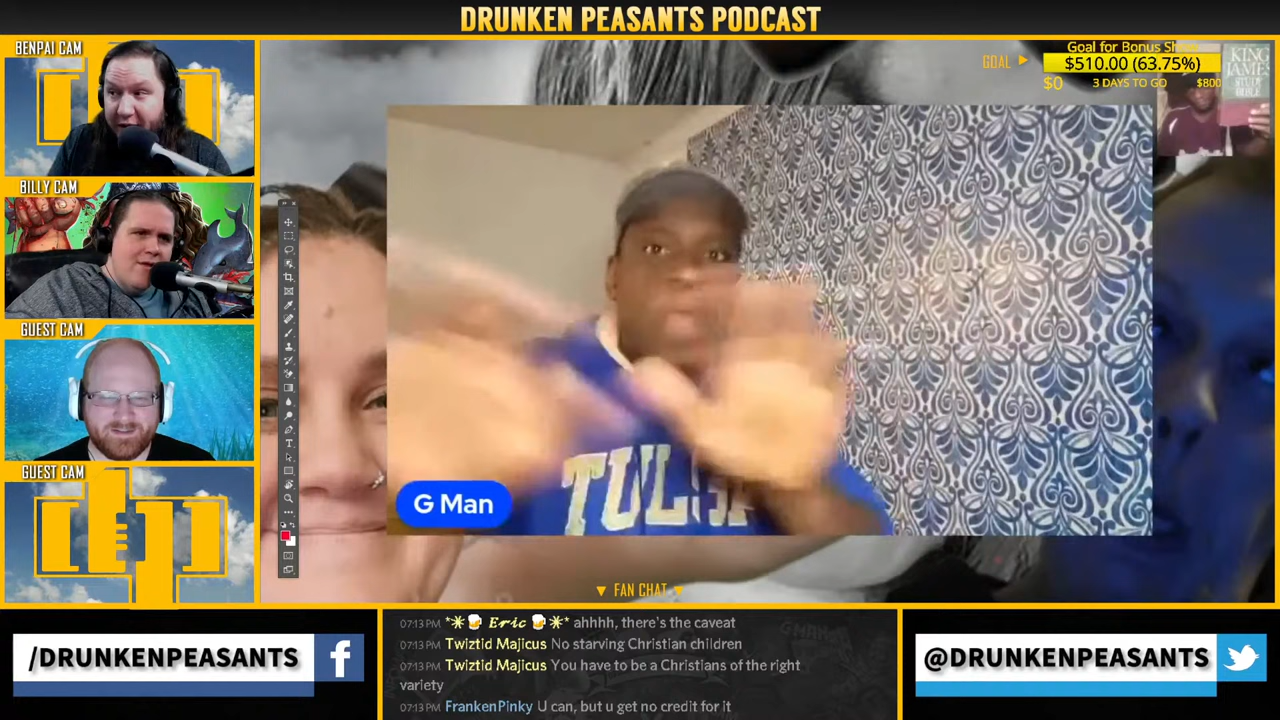 DRUNKEN PEASANTS PODCAST
BENPAI CAM
BILLY CAM
GUEST CAM
GUEST CAM
GOAL
Goal for Bonus Show
$510.00 (63.75%)
$0 3 DAYS TO GO $800
KING
JAMES
STUDY
BIBLE
TULSA
G Man
▼ FAN CHAT ▼
07:13 PM *☀🍺 Eric 🍺☀* ahhhh, there's the caveat
07:13 PM Twiztid Majicus No starving Christian children
07:13 PM Twiztid Majicus You have to be a Christians of the right
variety
07:13 PM FrankenPinky U can, but u get no credit for it
/DRUNKENPEASANTS
@DRUNKENPEASANTS